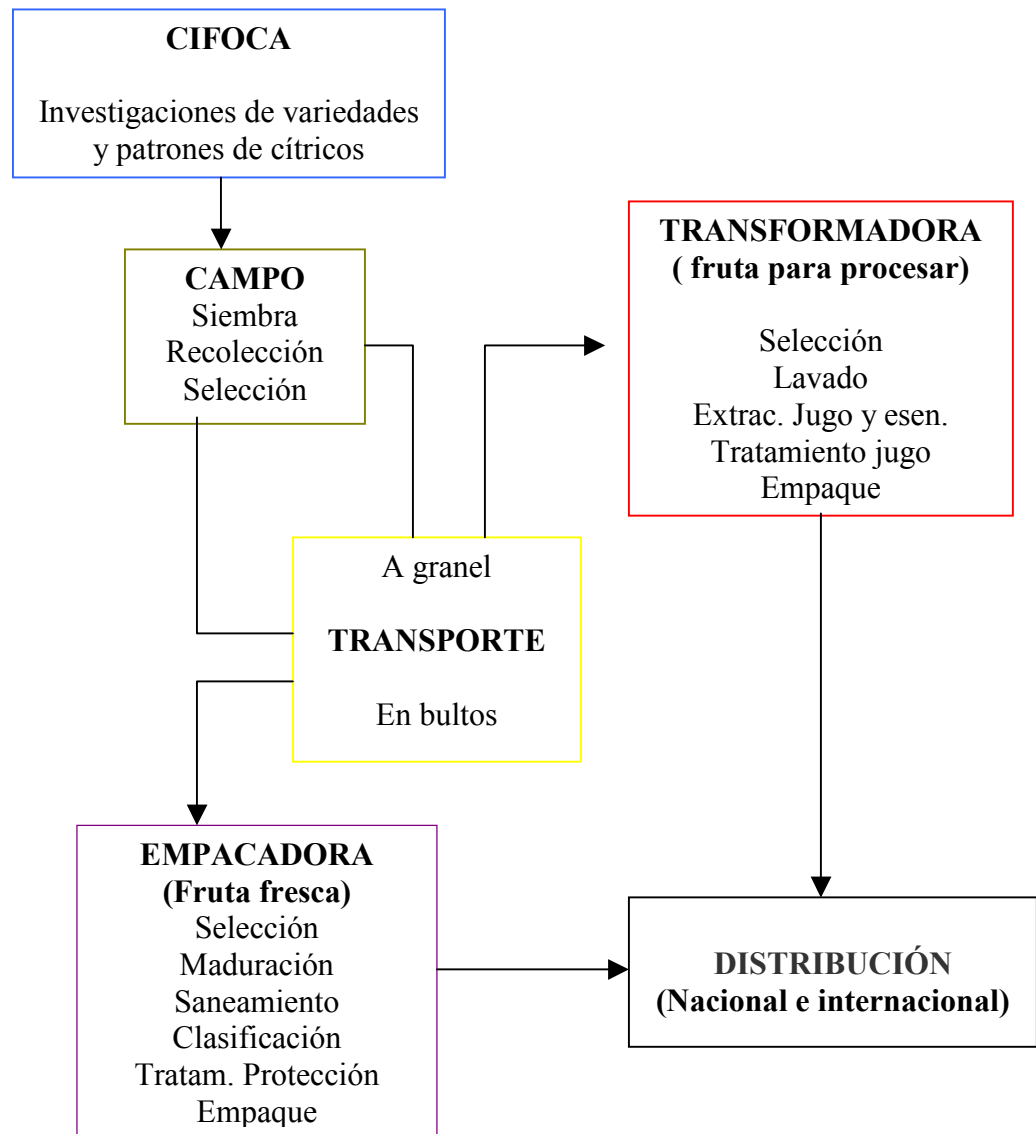 CIFOCA
Investigaciones de variedades
y patrones de cítricos
CAMPO
Siembra
Recolección
Selección
TRANSFORMADORA
( fruta para procesar)
Selección
Lavado
Extrac. Jugo y esen.
Tratamiento jugo
Empaque
A granel
TRANSPORTE
En bultos
EMPACADORA
(Fruta fresca)
Selección
Maduración
Saneamiento
Clasificación
Tratam. Protección
Empaque
DISTRIBUCIÓN
(Nacional e internacional)